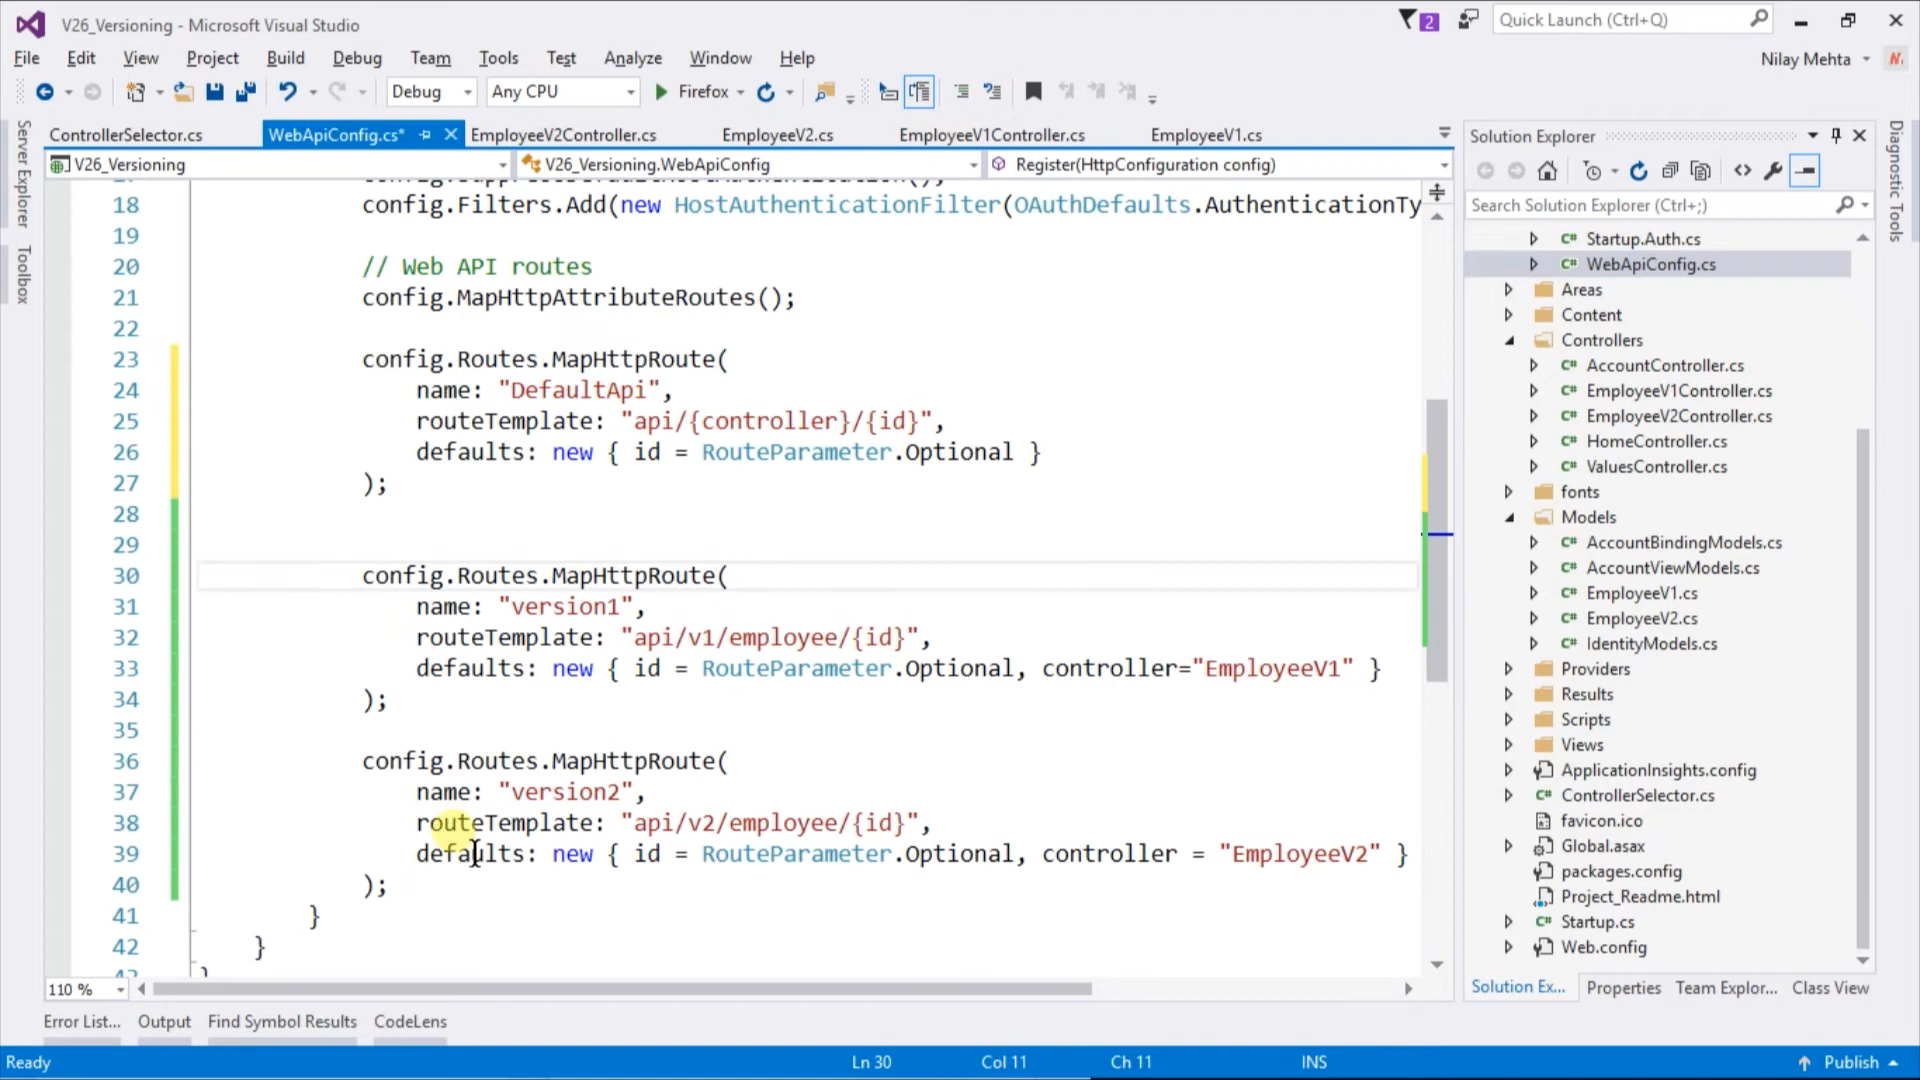 V26_Versioning - Microsoft Visual Studio
2
Quick Launch (Ctrl+Q)
File Edit View Project Build Debug Team Tools Test Analyze Window Help
Nilay Mehta
Debug Any CPU Firefox
ControllerSelector.cs WebApiConfig.cs* EmployeeV2Controller.cs EmployeeV2.cs EmployeeV1Controller.cs EmployeeV1.cs
V26_Versioning V26_Versioning.WebApiConfig Register(HttpConfiguration config)
18 config.Filters.Add(new HostAuthenticationFilter(OAuthDefaults.AuthenticationTy
19
20 // Web API routes
21 config.MapHttpAttributeRoutes();
22
23 config.Routes.MapHttpRoute(
24 name: "DefaultApi",
25 routeTemplate: "api/{controller}/{id}",
26 defaults: new { id = RouteParameter.Optional }
27 );
28
29
30 config.Routes.MapHttpRoute(
31 name: "version1",
32 routeTemplate: "api/v1/employee/{id}",
33 defaults: new { id = RouteParameter.Optional, controller="EmployeeV1" }
34 );
35
36 config.Routes.MapHttpRoute(
37 name: "version2",
38 routeTemplate: "api/v2/employee/{id}",
39 defaults: new { id = RouteParameter.Optional, controller = "EmployeeV2" }
40 );
41 }
42 }
110 %
Server Explorer
Toolbox
Solution Explorer
Search Solution Explorer (Ctrl+;)
Startup.Auth.cs
WebApiConfig.cs
Areas
Content
Controllers
AccountController.cs
EmployeeV1Controller.cs
EmployeeV2Controller.cs
HomeController.cs
ValuesController.cs
fonts
Models
AccountBindingModels.cs
AccountViewModels.cs
EmployeeV1.cs
EmployeeV2.cs
IdentityModels.cs
Providers
Results
Scripts
Views
ApplicationInsights.config
ControllerSelector.cs
favicon.ico
Global.asax
packages.config
Project_Readme.html
Startup.cs
Web.config
Solution Ex... Properties Team Explor... Class View
Diagnostic Tools
Error List... Output Find Symbol Results CodeLens
Ready Ln 30 Col 11 Ch 11 INS Publish